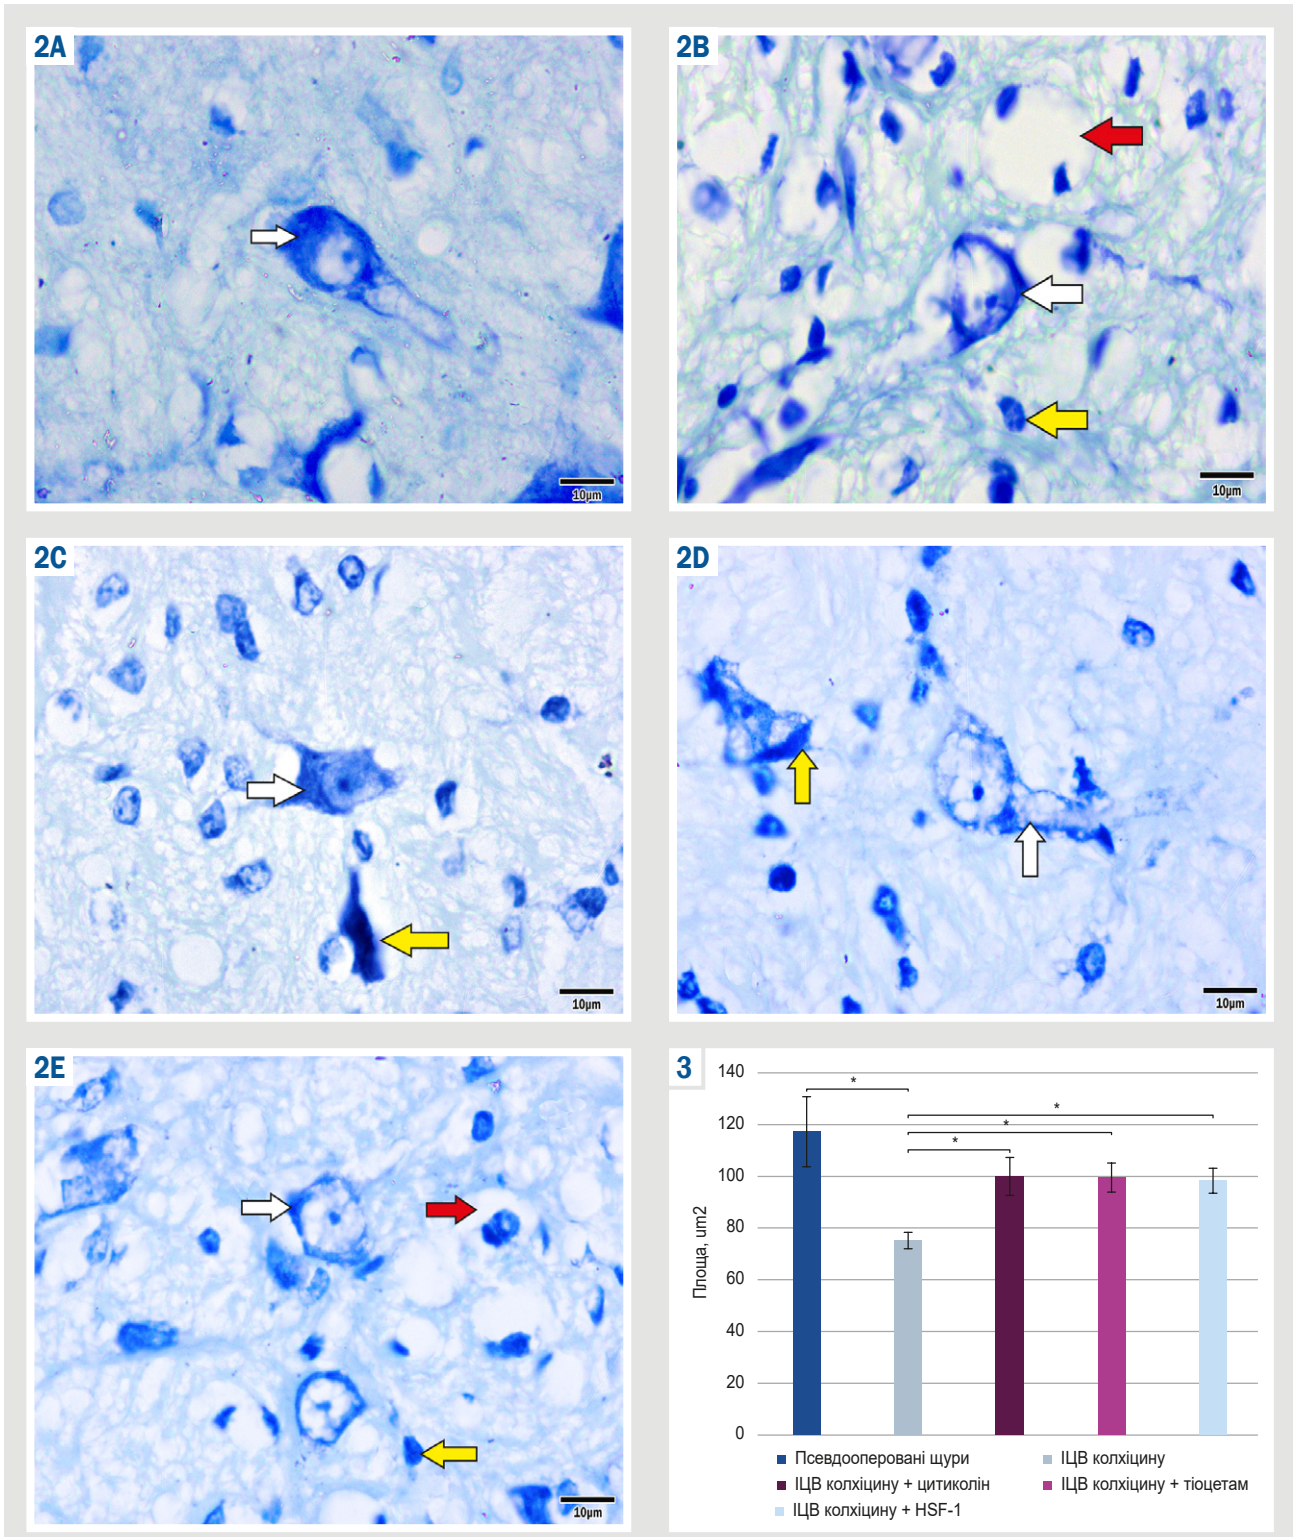 2A
10µm
2B
10µm
2C
10µm
2D
10µm
2E
10µm
3
140
120
100
80
60
40
20
0
Площа, um2
*
*
*
*
Псевдооперовані щури
ІЦВ колхіцину
ІЦВ колхіцину + цитиколін
ІЦВ колхіцину + тіоцетам
ІЦВ колхіцину + HSF-1